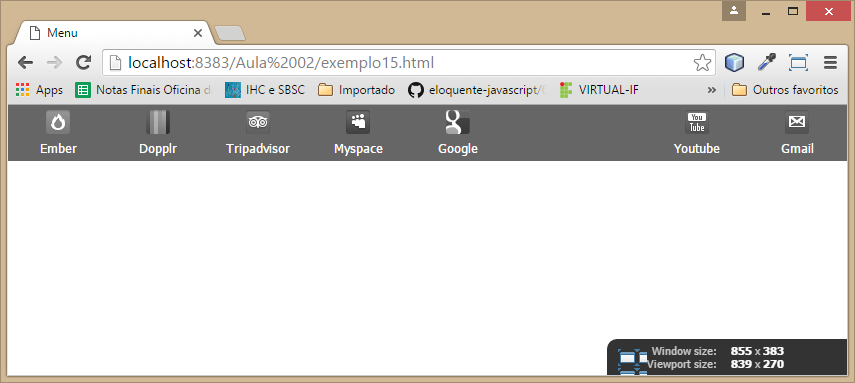 Menu
localhost:8383/Aula%2002/exemplo15.html
Apps Notas Finais Oficina d IHC e SBSC Importado eloquente-javascript/ VIRTUAL-IF » Outros favoritos
Ember Dopplr Tripadvisor Myspace Google You Tube Youtube Gmail
Window size: 855 x 383
Viewport size: 839 x 270